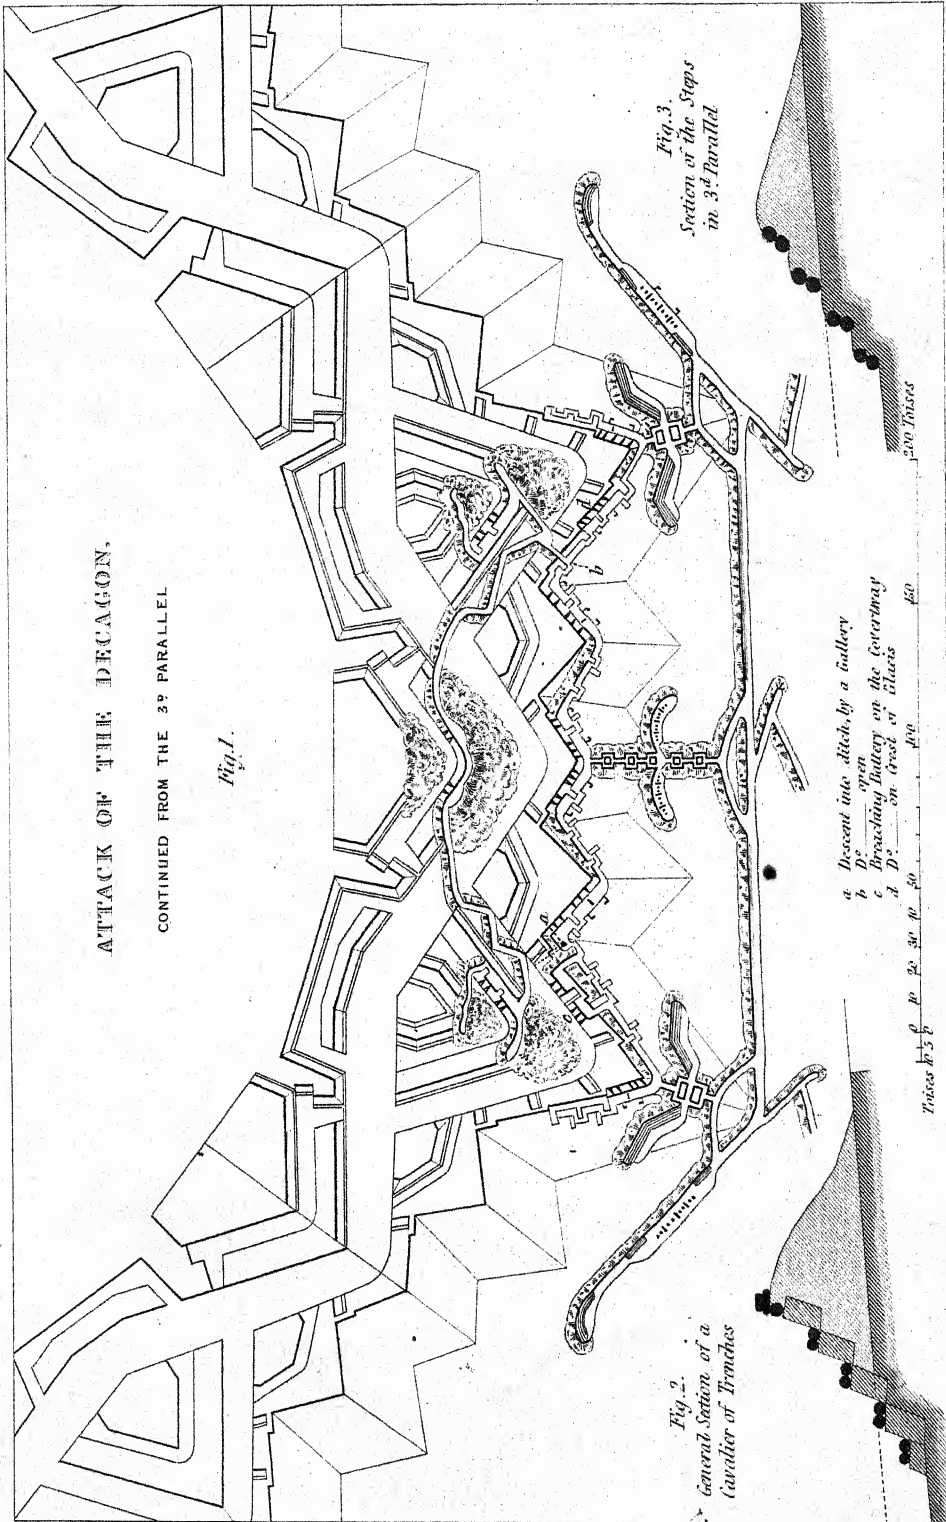 ATTACK OF THE DECAGON.
CONTINUED FROM THE 3D PARALLEL
Fig. 1.
Fig. 3.
Section of the Steps
in 3d. Parallel
Fig. 2.
General Section of a
Cavalier of Trenches
a
b
c
d
a Descent into ditch, by a Gallery
b Do. open
c Breaching Battery on the Covertway
d Do. on Crest of Glacis
Toises 10 5 0 10 20 30 40 50 100 150 200 Toises